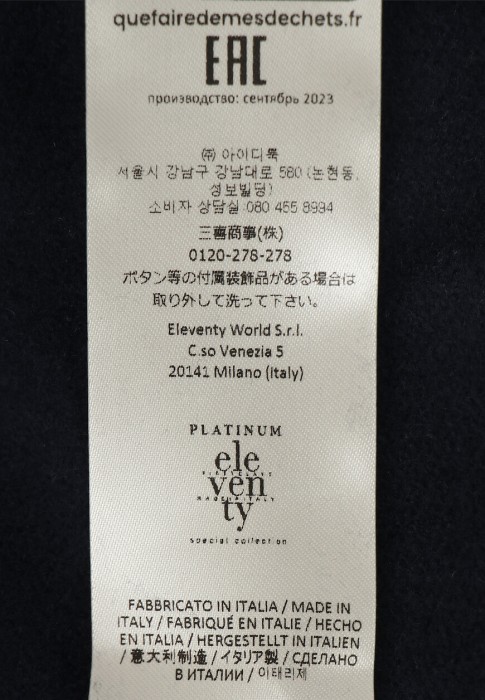 quefairedemesdechets.fr
EAC
производство: сентябрь 2023
㈜ 아이디룩
서울시 강남구 강남대로 580 (논현동,
성보빌딩)
소비자 상담실 080 455 8994
三喜商事(株)
0120-278-278
ボタン等の付属装飾品がある場合は
取り外して洗って下さい。
Eleventy World S.r.l.
C.so Venezia 5
20141 Milano (Italy)
PLATINUM
ele
ven
ty
special collection
FABBRICATO IN ITALIA / MADE IN
ITALY / FABRIQUÉ EN ITALIE / HECHO
EN ITALIA / HERGESTELLT IN ITALIEN
/ 意大利制造 / イタリア製 / СДЕЛАНО
В ИТАЛИИ / 이태리제